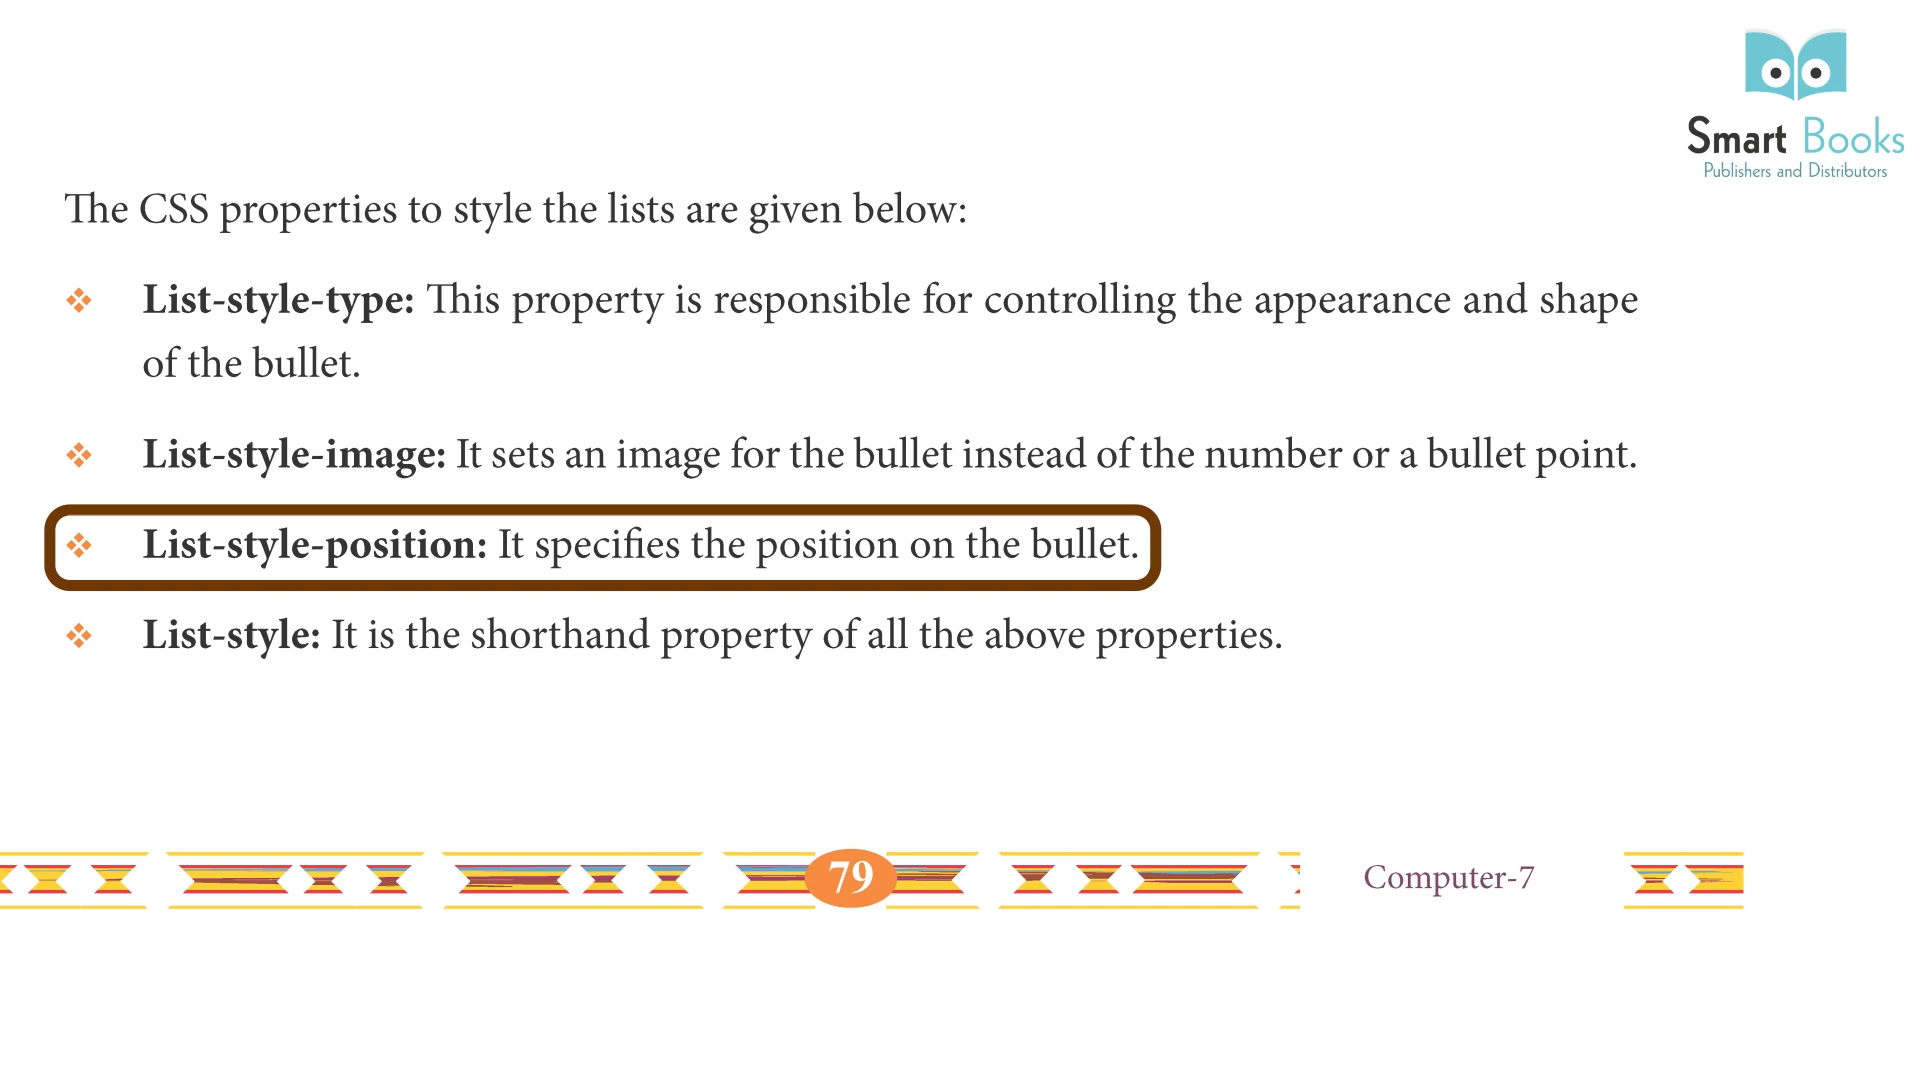 Smart Books
Publishers and Distributors
The CSS properties to style the lists are given below:
❖ List-style-type: This property is responsible for controlling the appearance and shape
of the bullet.
❖ List-style-image: It sets an image for the bullet instead of the number or a bullet point.
❖ List-style-position: It specifies the position on the bullet.
❖ List-style: It is the shorthand property of all the above properties.
79
Computer-7